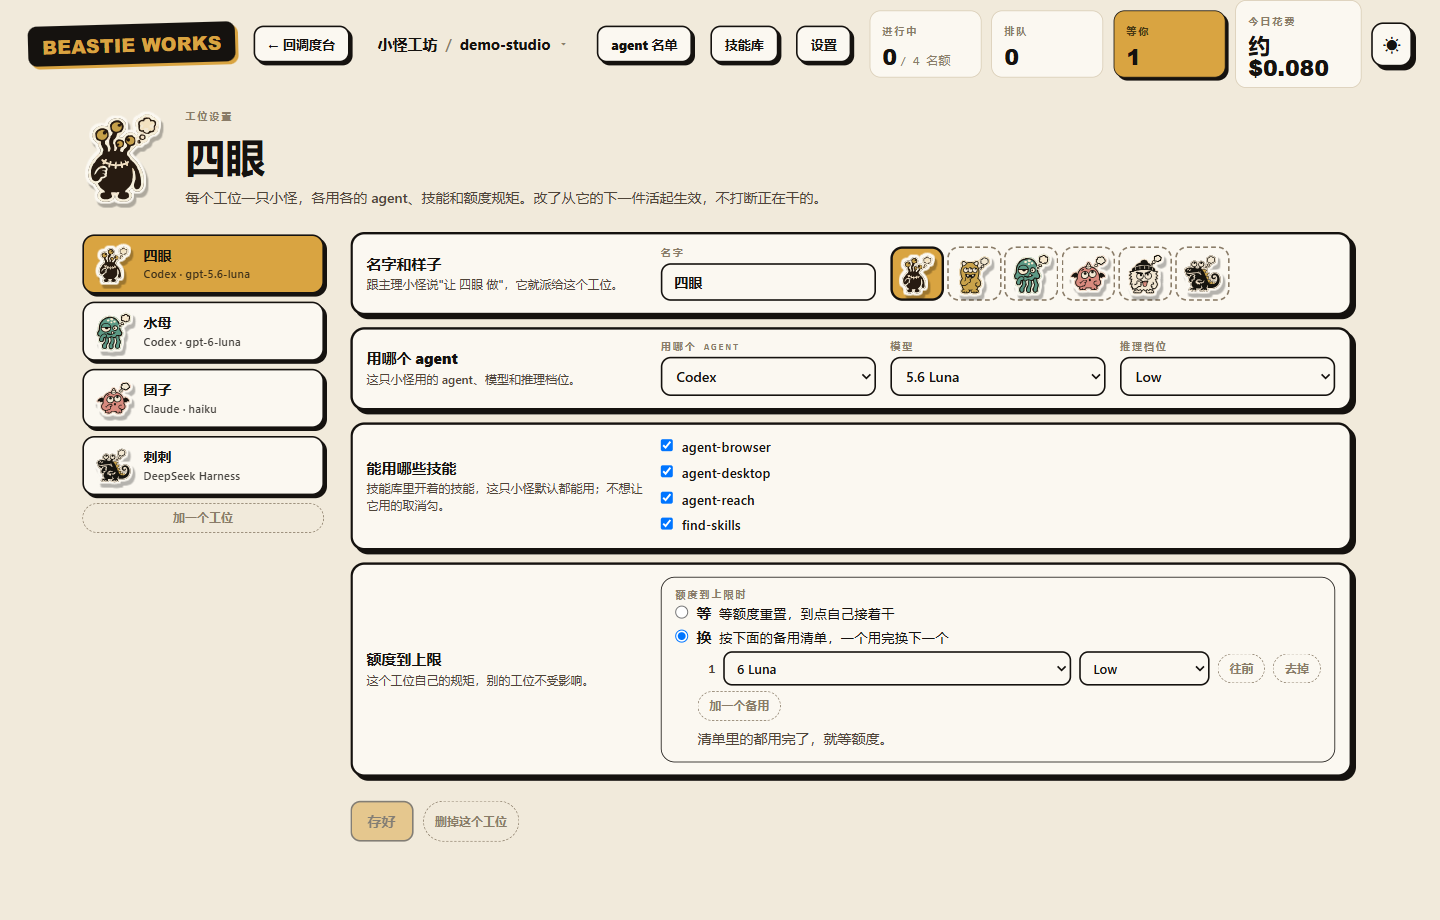 BEASTIE WORKS
← 回调度台
小怪工坊 / demo-studio
agent 名单
技能库
设置
进行中
0 / 4 名额
排队
0
等你
1
今日花费
约
$0.080
工位设置
四眼
每个工位一只小怪，各用各的 agent、技能和额度规矩。改了从它的下一件活起生效，不打断正在干的。
四眼
Codex · gpt-5.6-luna
水母
Codex · gpt-6-luna
团子
Claude · haiku
刺刺
DeepSeek Harness
加一个工位
名字和样子
跟主理小怪说"让 四眼 做"，它就派给这个工位。
名字
四眼
用哪个 agent
这只小怪用的 agent、模型和推理档位。
用哪个 AGENT
Codex
模型
5.6 Luna
推理档位
Low
能用哪些技能
技能库里开着的技能，这只小怪默认都能用；不想让
它用的取消勾。
agent-browser
agent-desktop
agent-reach
find-skills
额度到上限
这个工位自己的规矩，别的工位不受影响。
额度到上限时
等 等额度重置，到点自己接着干
换 按下面的备用清单，一个用完换下一个
1
6 Luna
Low
往前
去掉
加一个备用
清单里的都用完了，就等额度。
存好
删掉这个工位